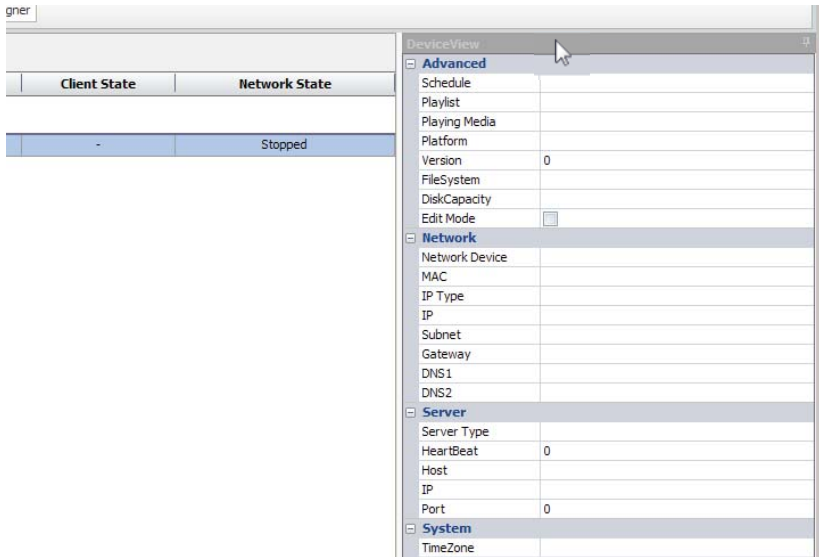 gner
DeviceView
Client State Network State
- Stopped
Advanced
Schedule
Playlist
Playing Media
Platform
Version 0
FileSystem
DiskCapacity
Edit Mode
Network
Network Device
MAC
IP Type
IP
Subnet
Gateway
DNS1
DNS2
Server
Server Type
HeartBeat 0
Host
IP
Port 0
System
TimeZone